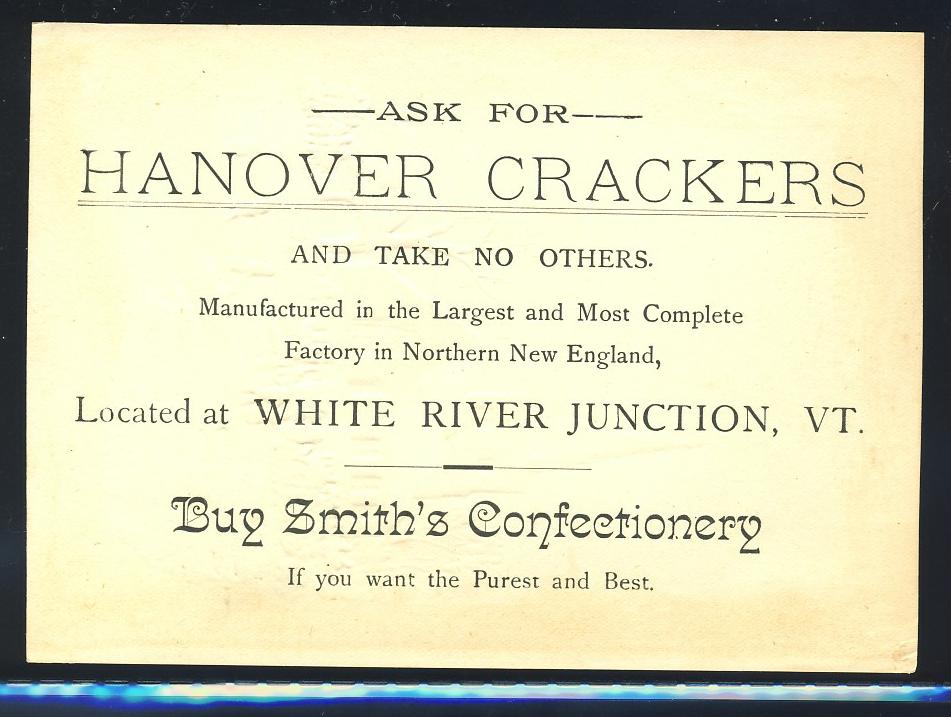 ASK FOR
HANOVER CRACKERS
AND TAKE NO OTHERS.
Manufactured in the Largest and Most Complete
Factory in Northern New England,
Located at WHITE RIVER JUNCTION, VT.
Buy Smith's Confectionery
If you want the Purest and Best.